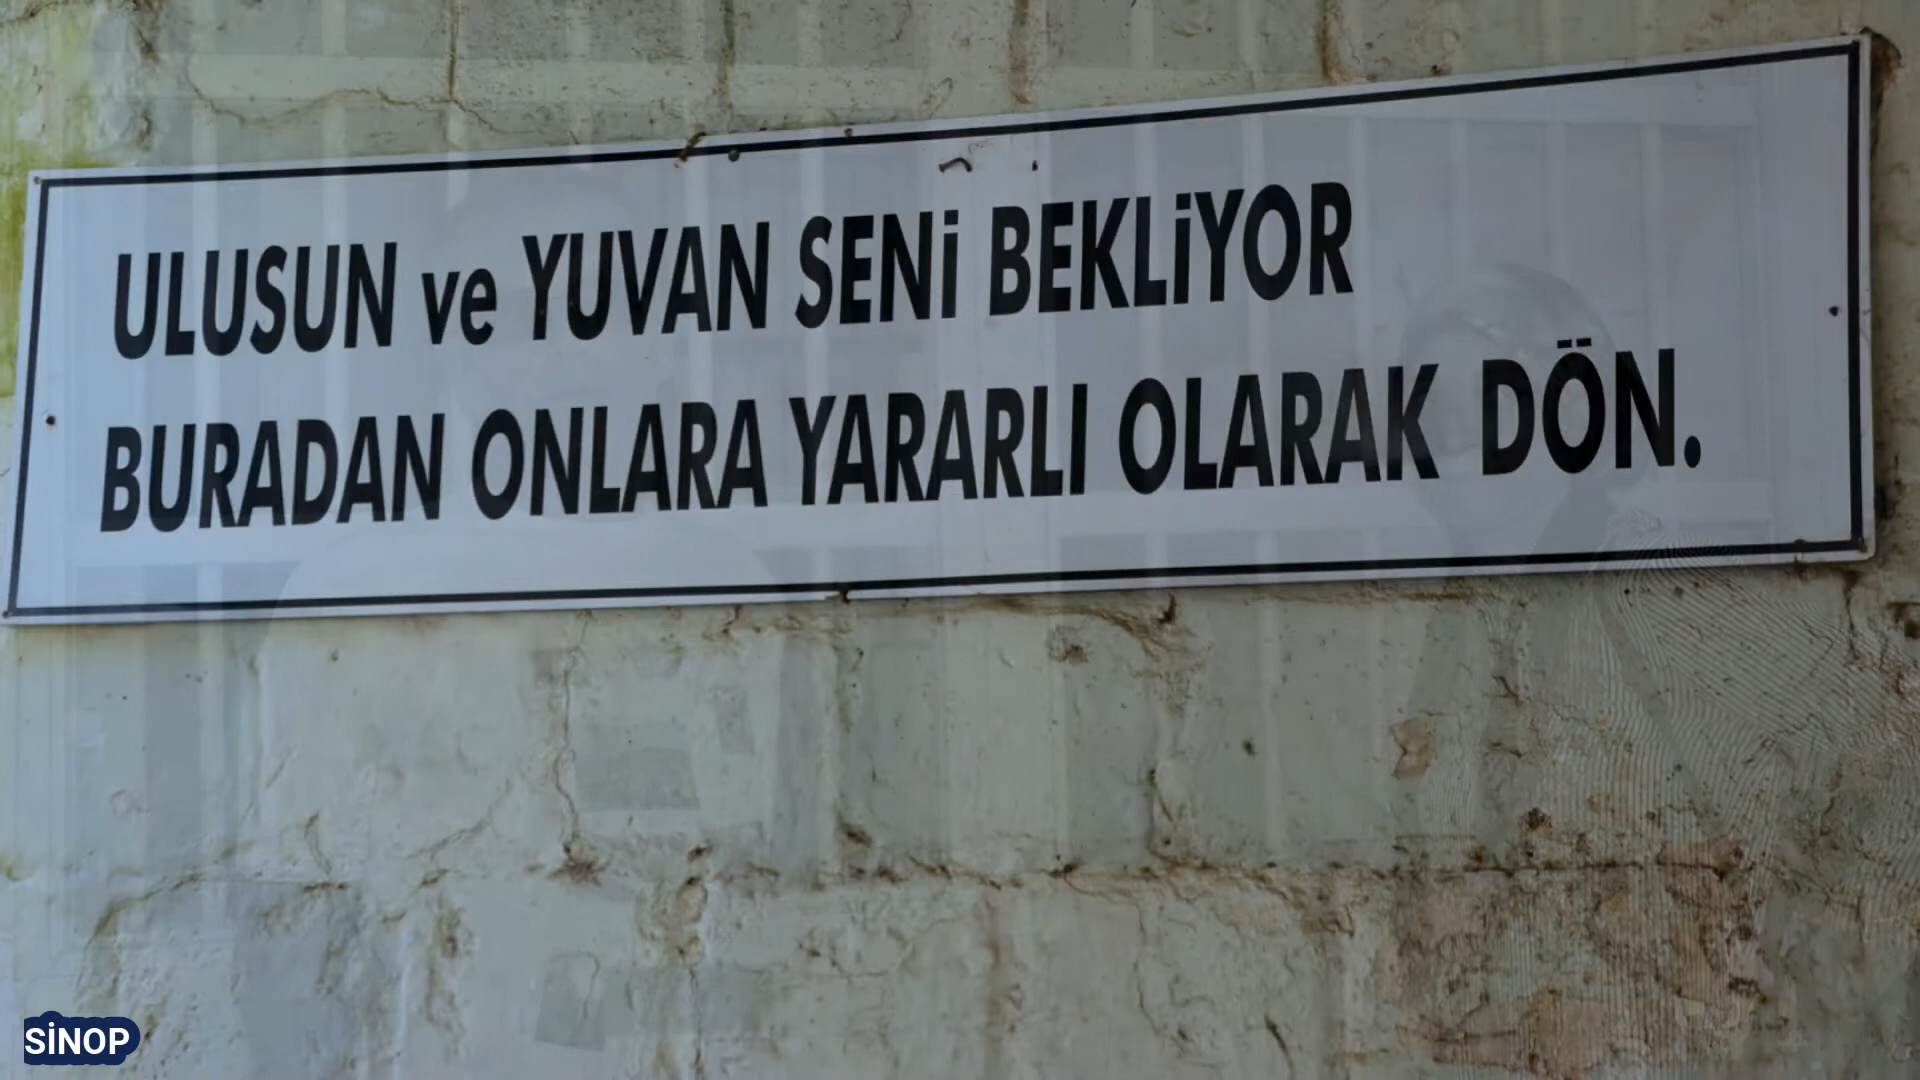 ULUSUN ve YUVAN SENİ BEKLİYOR
BURADAN ONLARA YARARLI OLARAK DÖN.
SİNOP